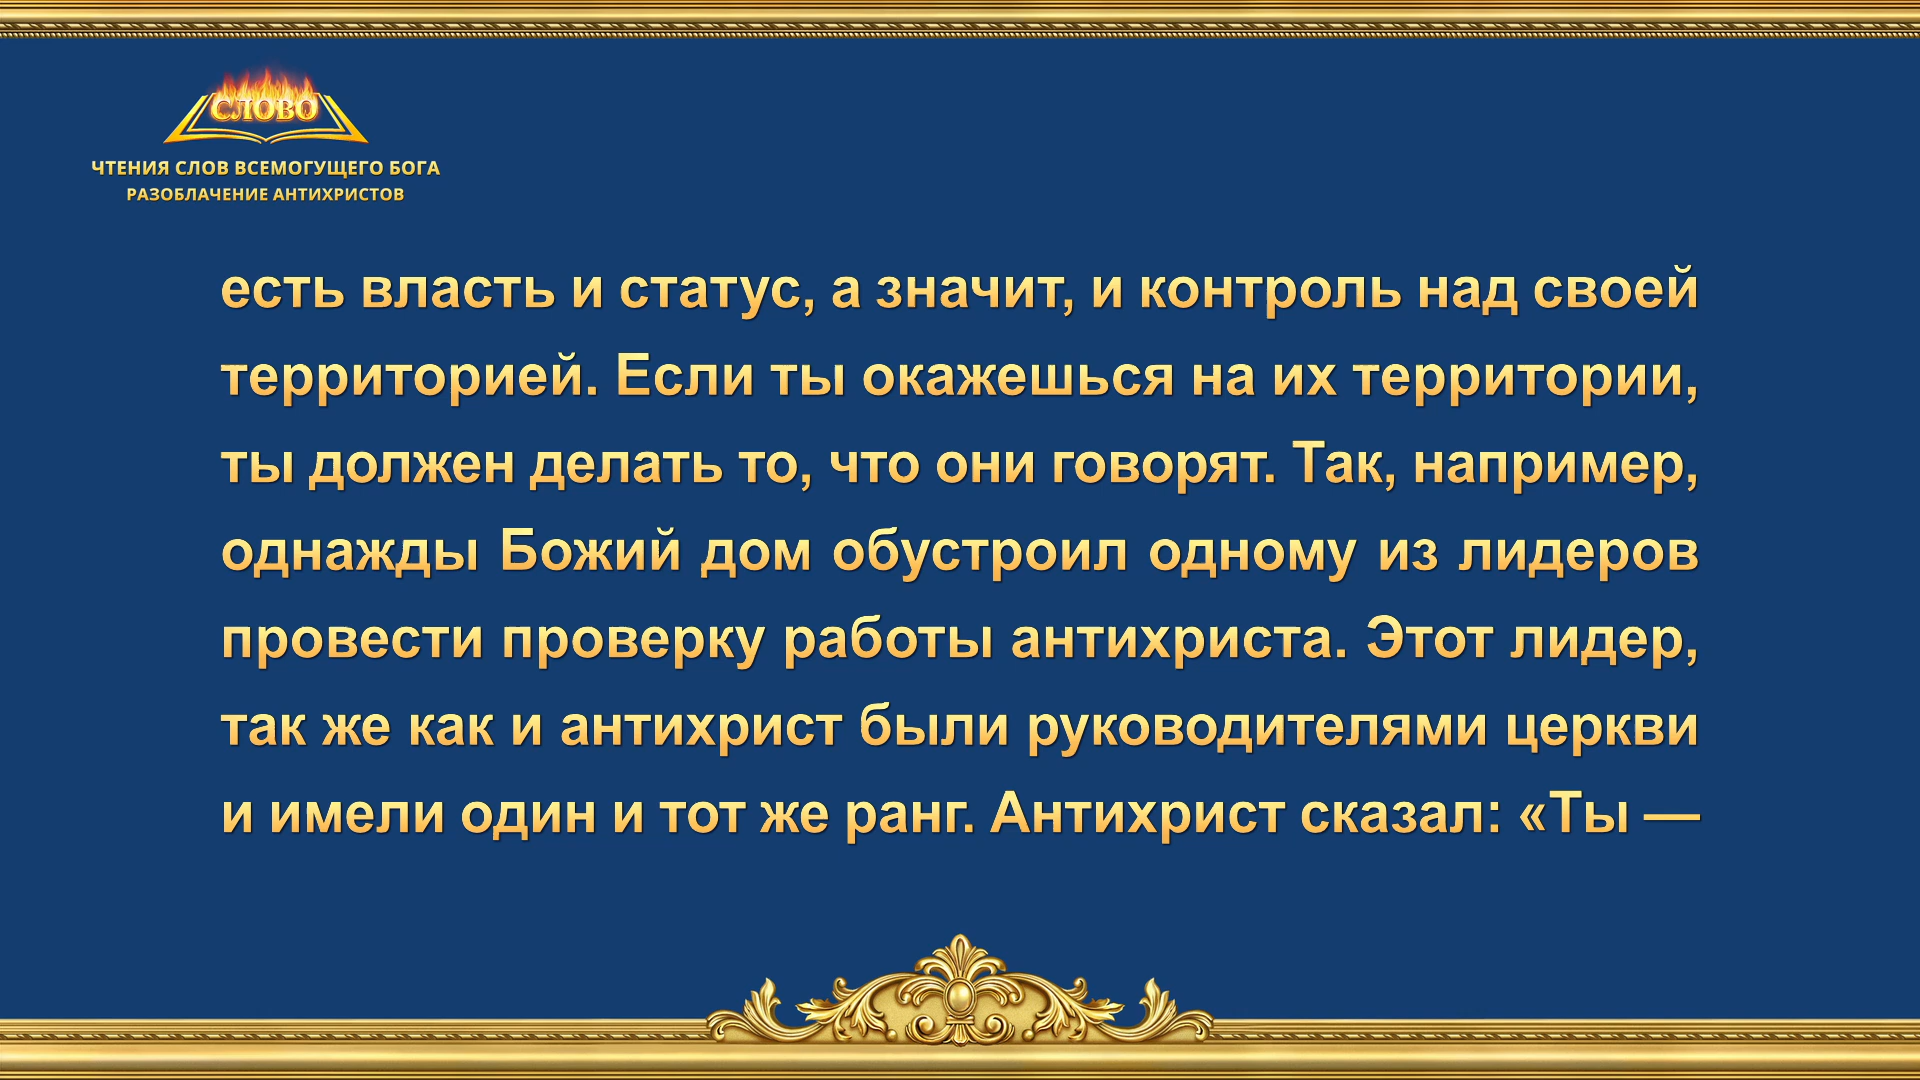 СЛОВО
ЧТЕНИЯ СЛОВ ВСЕМОГУЩЕГО БОГА
РАЗОБЛАЧЕНИЕ АНТИХРИСТОВ
есть власть и статус, а значит, и контроль над своей
территорией. Если ты окажешься на их территории,
ты должен делать то, что они говорят. Так, например,
однажды Божий дом обустроил одному из лидеров
провести проверку работы антихриста. Этот лидер,
так же как и антихрист были руководителями церкви
и имели один и тот же ранг. Антихрист сказал: «Ты —